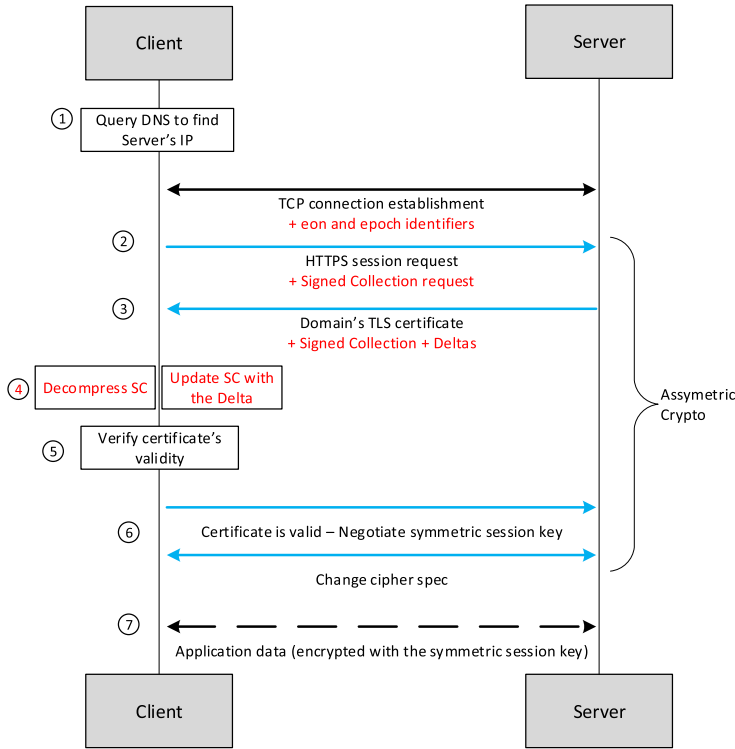 Client
Server
1
Query DNS to find
Server's IP
TCP connection establishment
+ eon and epoch identifiers
2
HTTPS session request
+ Signed Collection request
3
Domain's TLS certificate
+ Signed Collection + Deltas
4
Decompress SC
Update SC with
the Delta
Assymetric
Crypto
5
Verify certificate's
validity
6
Certificate is valid – Negotiate symmetric session key
Change cipher spec
7
Application data (encrypted with the symmetric session key)
Client
Server